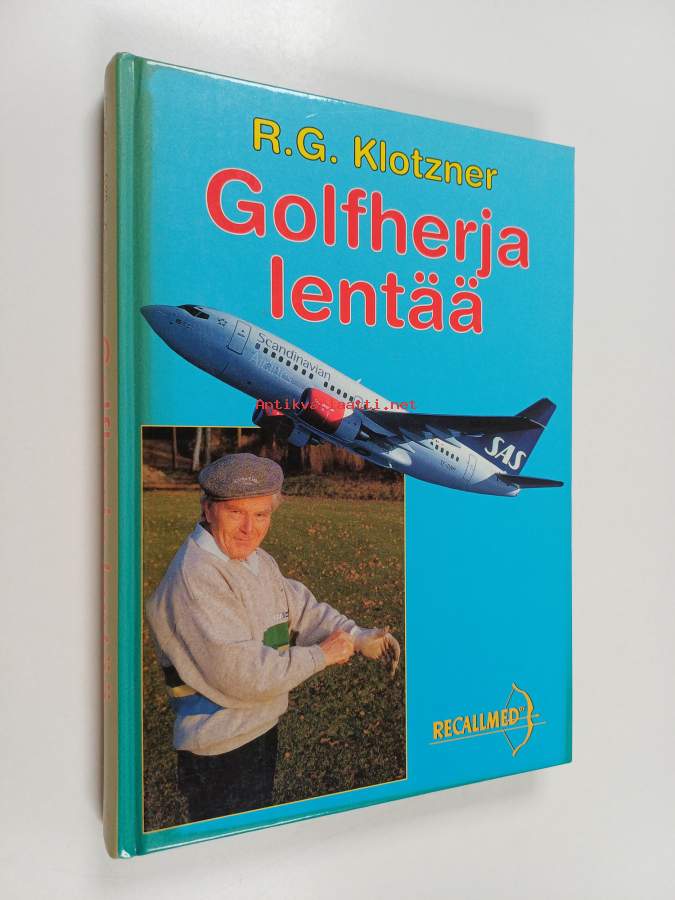 R.G. Klotzner
Golfherja
lentää
Scandinavian
Antikvariaatti.net
SAS
RECALLMED